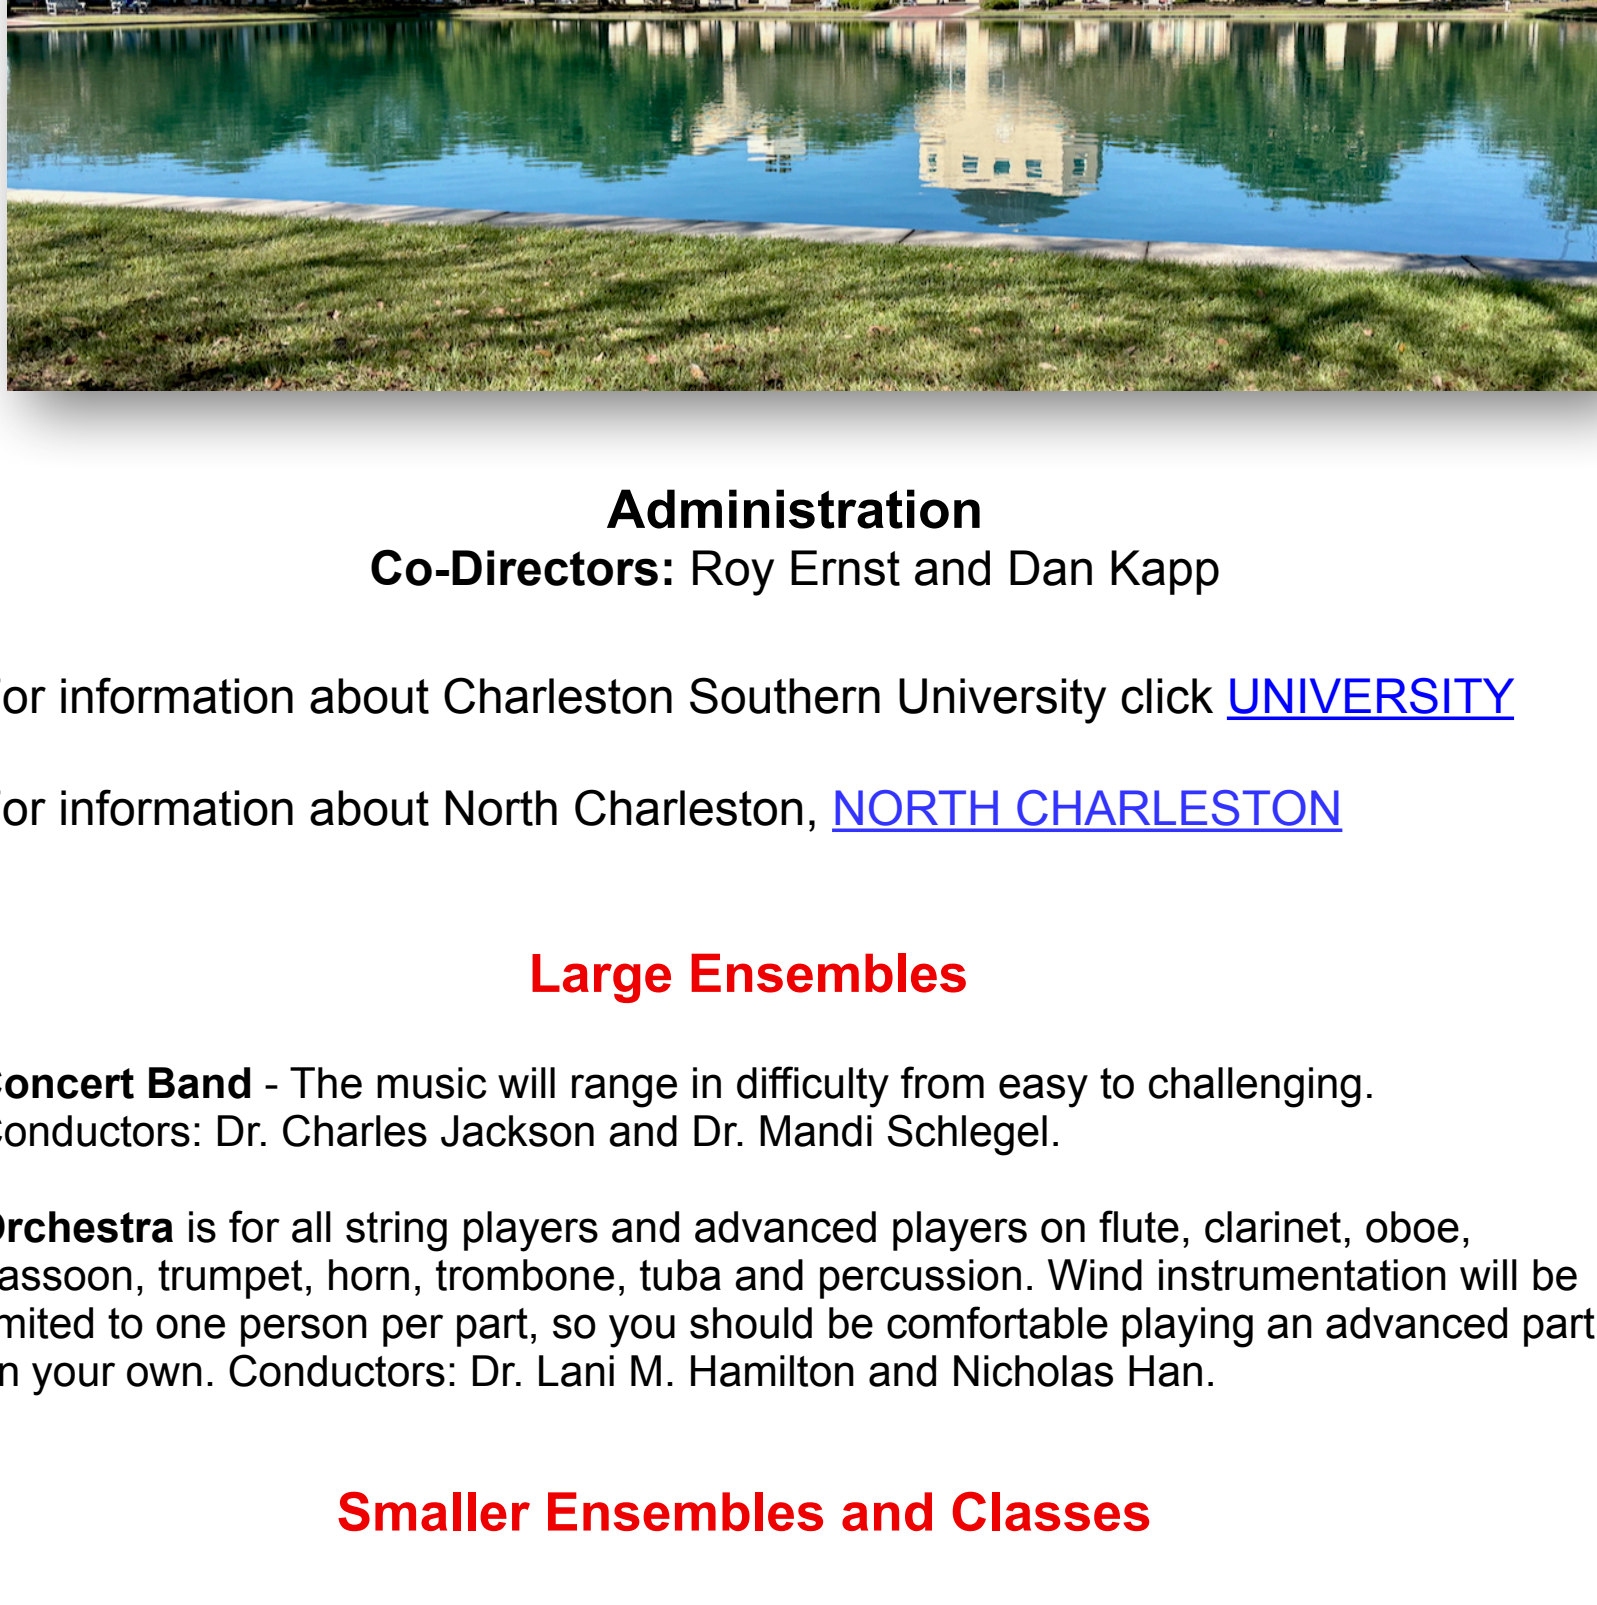 Administration
Co-Directors: Roy Ernst and Dan Kapp
or information about Charleston Southern University click UNIVERSITY
or information about North Charleston, NORTH CHARLESTON
Large Ensembles
oncert Band - The music will range in difficulty from easy to challenging.
onductors: Dr. Charles Jackson and Dr. Mandi Schlegel.
rchestra is for all string players and advanced players on flute, clarinet, oboe,
assoon, trumpet, horn, trombone, tuba and percussion. Wind instrumentation will be
mited to one person per part, so you should be comfortable playing an advanced part
n your own. Conductors: Dr. Lani M. Hamilton and Nicholas Han.
Smaller Ensembles and Classes